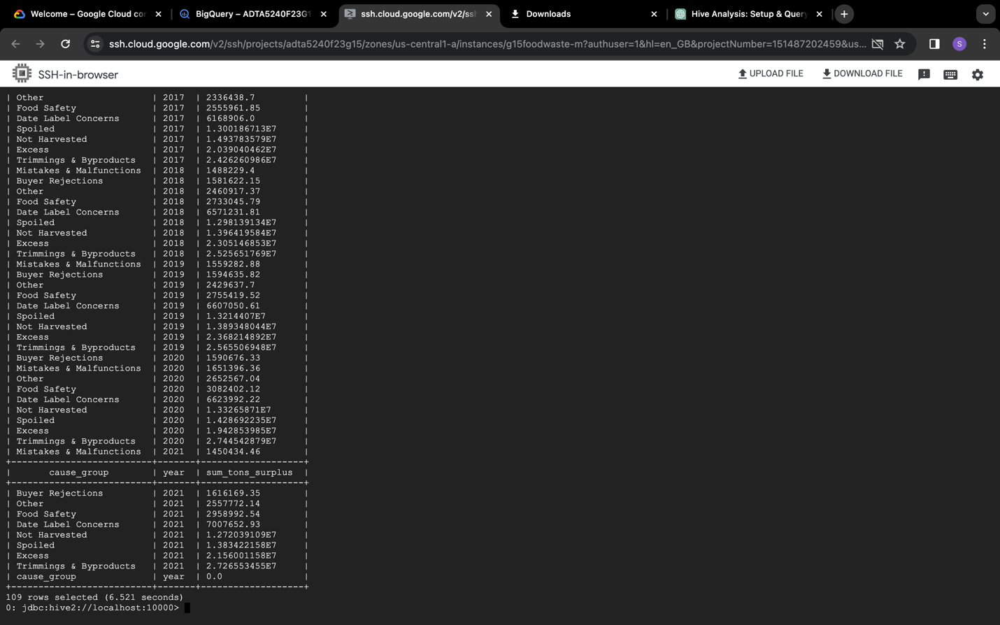 Welcome – Google Cloud cor
BigQuery – ADTA5240F23G1
ssh.cloud.google.com/v2/ssh
Downloads
Hive Analysis: Setup & Query
ssh.cloud.google.com/v2/ssh/projects/adta5240f23g15/zones/us-central1-a/instances/g15foodwaste-m?authuser=1&hl=en_GB&projectNumber=151487202459&us...
S
SSH-in-browser
UPLOAD FILE
DOWNLOAD FILE
| Other | 2017 | 2336438.7 |
| Food Safety | 2017 | 2555961.85 |
| Date Label Concerns | 2017 | 6168906.0 |
| Spoiled | 2017 | 1.300186713E7 |
| Not Harvested | 2017 | 1.493783579E7 |
| Excess | 2017 | 2.039040462E7 |
| Trimmings & Byproducts | 2017 | 2.426260986E7 |
| Mistakes & Malfunctions | 2018 | 1488229.4 |
| Buyer Rejections | 2018 | 1581622.15 |
| Other | 2018 | 2460917.37 |
| Food Safety | 2018 | 2733045.79 |
| Date Label Concerns | 2018 | 6571231.81 |
| Spoiled | 2018 | 1.298139134E7 |
| Not Harvested | 2018 | 1.396419584E7 |
| Excess | 2018 | 2.305146853E7 |
| Trimmings & Byproducts | 2018 | 2.525651769E7 |
| Mistakes & Malfunctions | 2019 | 1559282.88 |
| Buyer Rejections | 2019 | 1594635.82 |
| Other | 2019 | 2429637.7 |
| Food Safety | 2019 | 2755419.52 |
| Date Label Concerns | 2019 | 6607050.61 |
| Spoiled | 2019 | 1.3214407E7 |
| Not Harvested | 2019 | 1.389348044E7 |
| Excess | 2019 | 2.368214892E7 |
| Trimmings & Byproducts | 2019 | 2.565506948E7 |
| Buyer Rejections | 2020 | 1590676.33 |
| Mistakes & Malfunctions | 2020 | 1651396.36 |
| Other | 2020 | 2652567.04 |
| Food Safety | 2020 | 3082402.12 |
| Date Label Concerns | 2020 | 6623992.22 |
| Not Harvested | 2020 | 1.33265871E7 |
| Spoiled | 2020 | 1.428692235E7 |
| Excess | 2020 | 1.942853985E7 |
| Trimmings & Byproducts | 2020 | 2.744542879E7 |
| Mistakes & Malfunctions | 2021 | 1450434.46 |
+--------------------------+-------+-------------------+
| cause_group | year | sum_tons_surplus |
+--------------------------+-------+-------------------+
| Buyer Rejections | 2021 | 1616169.35 |
| Other | 2021 | 2557772.14 |
| Food Safety | 2021 | 2958992.54 |
| Date Label Concerns | 2021 | 7007652.93 |
| Not Harvested | 2021 | 1.272039109E7 |
| Spoiled | 2021 | 1.383422158E7 |
| Excess | 2021 | 2.156001158E7 |
| Trimmings & Byproducts | 2021 | 2.726553455E7 |
| cause_group | year | 0.0 |
+--------------------------+-------+-------------------+
109 rows selected (6.521 seconds)
0: jdbc:hive2://localhost:10000>